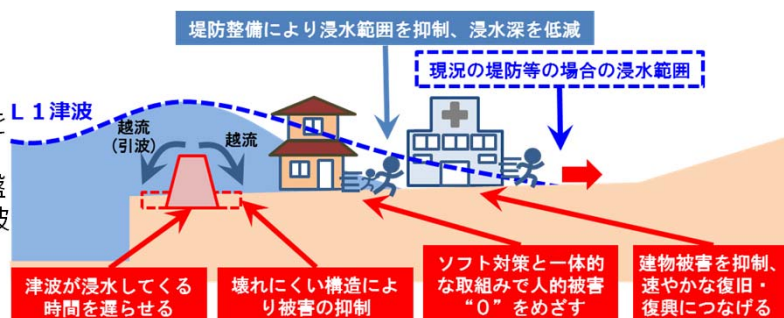 堤防整備により浸水範囲を抑制、浸水深を低減
現況の堤防等の場合の浸水範囲
L1津波
越流
(引波)
越流
津波が浸水してくる
時間を遅らせる
壊れにくい構造によ
り被害の抑制
ソフト対策と一体的
な取組みで人的被害
“0”をめざす
建物被害を抑制、
速やかな復旧・
復興につなげる